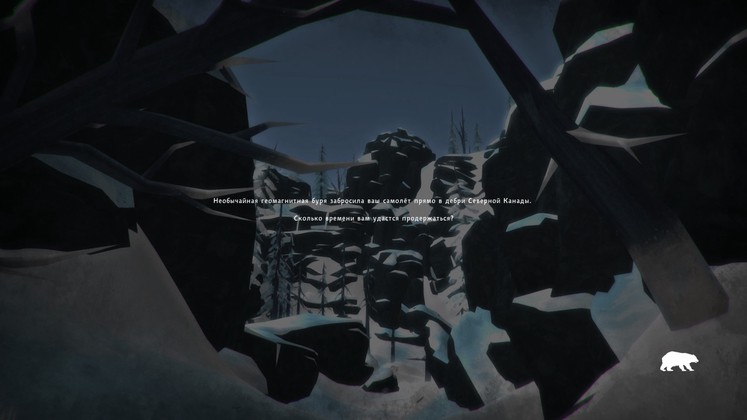 Необычайная геомагнитная буря забросила ваш самолёт прямо в дебри Северной Канады.
Сколько времени вам удастся продержаться?